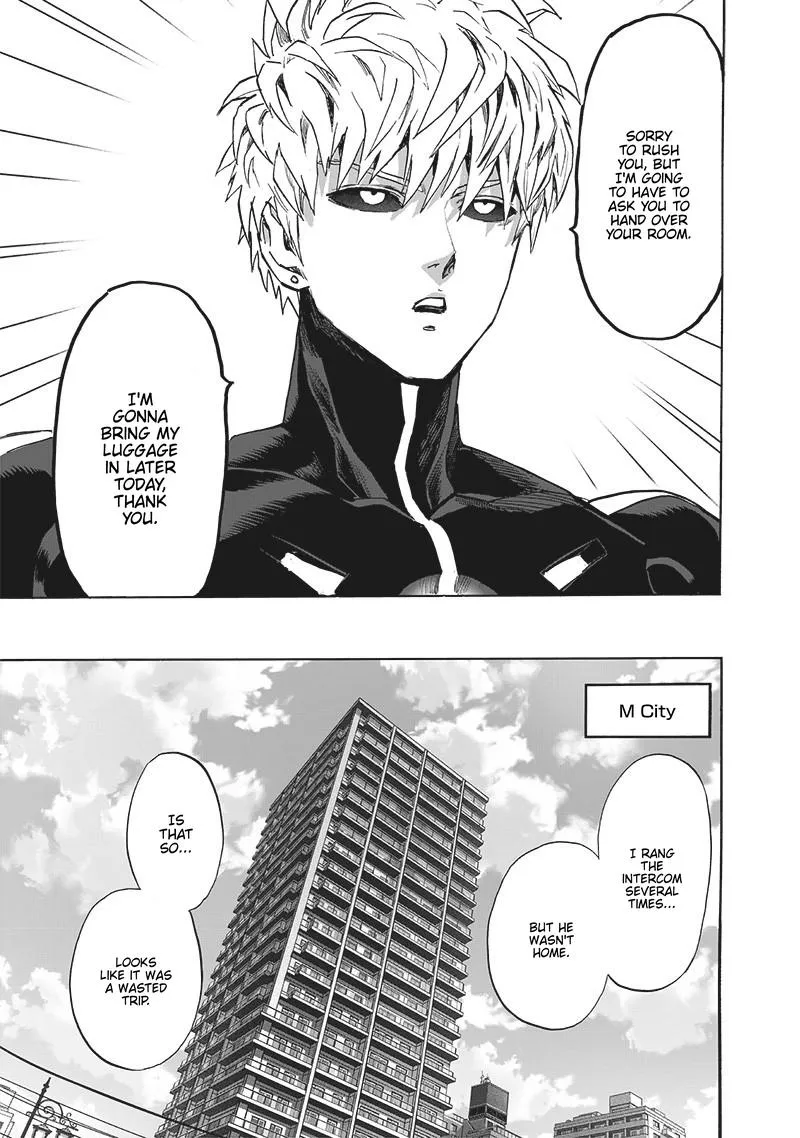 SORRY
TO RUSH
YOU, BUT
I'M GOING
TO HAVE TO
ASK YOU TO
HAND OVER
YOUR ROOM.
I'M
GONNA
BRING MY
LUGGAGE
IN LATER
TODAY,
THANK
YOU.
M City
I RANG
THE
INTERCOM
SEVERAL
TIMES...
BUT HE
WASN'T
HOME.
IS
THAT
SO...
LOOKS
LIKE IT WAS
A WASTED
TRIP.